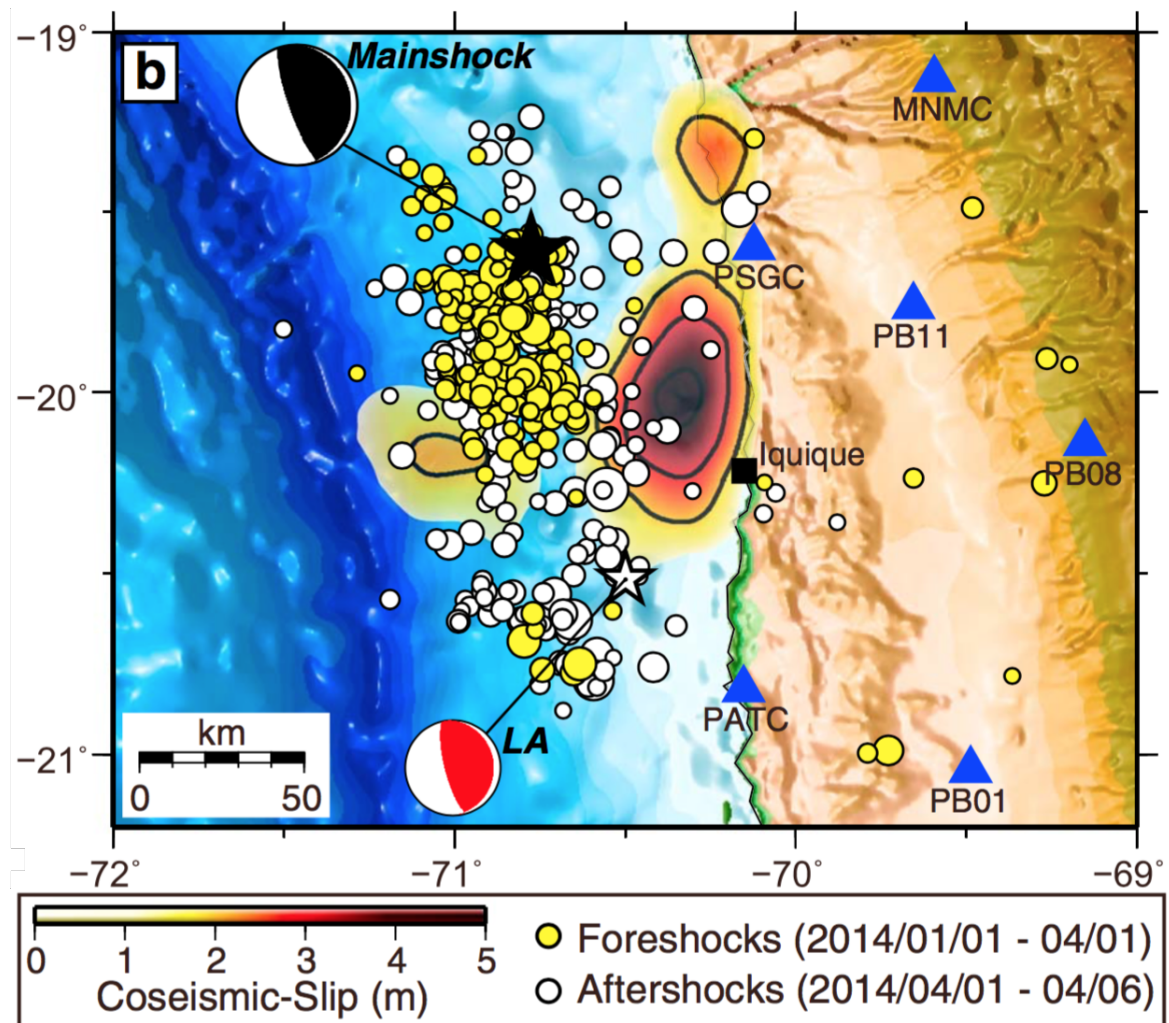 −19°
b
Mainshock
MNMC
PSGC
PB11
−20°
Iquique
PB08
LA
PATC
km
0 50
PB01
−21°
−72° −71° −70° −69°
0 1 2 3 4 5
Coseismic-Slip (m)
Foreshocks (2014/01/01 - 04/01)
Aftershocks (2014/04/01 - 04/06)